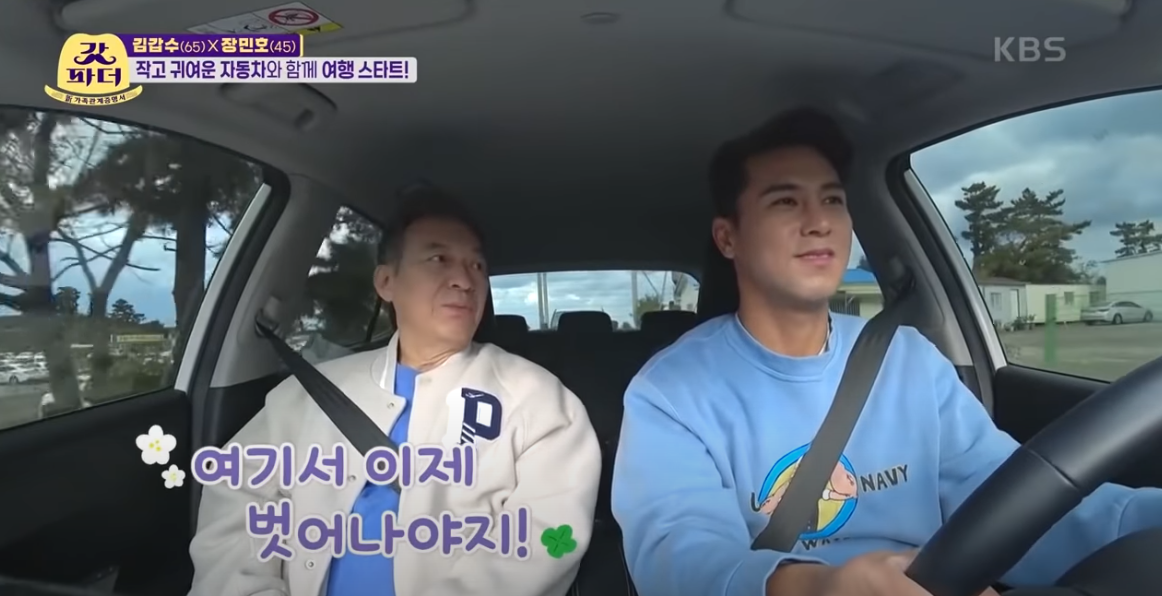 갓
파더
新 가족관계증명서
김갑수(65) X 장민호(45)
작고 귀여운 자동차와 함께 여행 스타트!
KBS
P
NAVY
여기서 이제
벗어나야지!